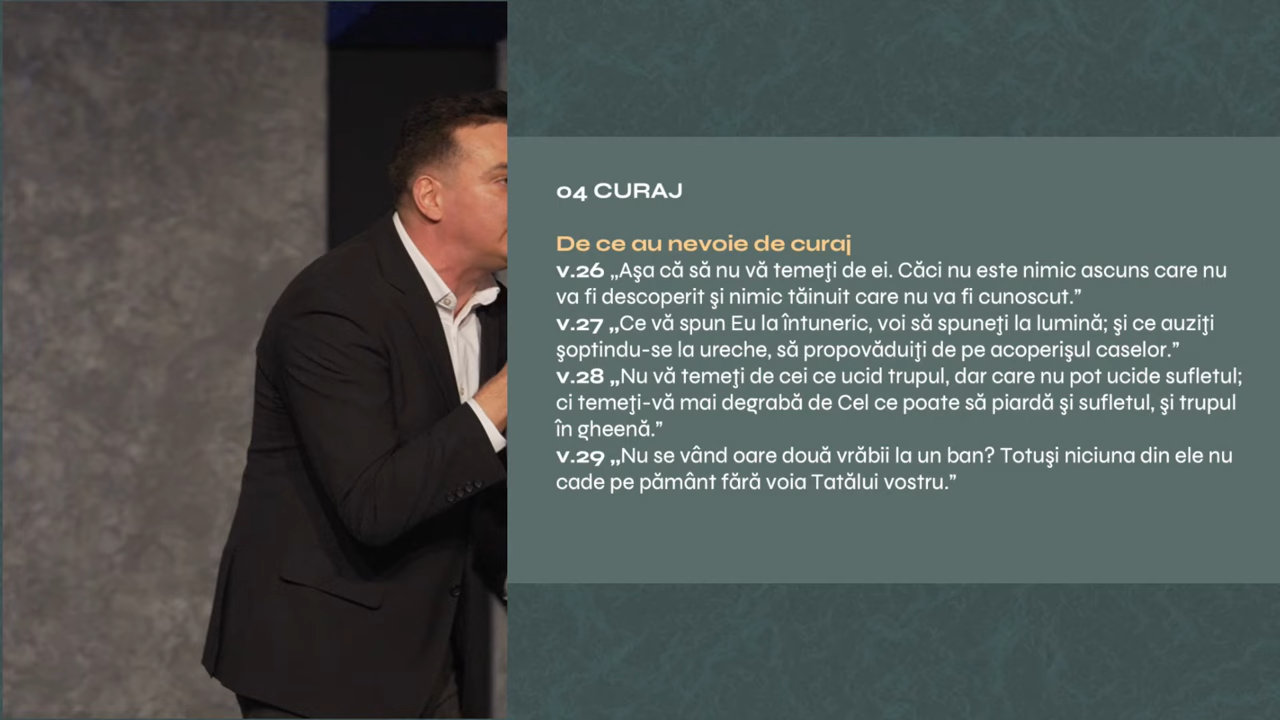 04 CURAJ
De ce au nevoie de curaj
v.26 „Aşa că să nu vă temeţi de ei. Căci nu este nimic ascuns care nu
va fi descoperit şi nimic tăinuit care nu va fi cunoscut.”
v.27 „Ce vă spun Eu la întuneric, voi să spuneţi la lumină; şi ce auziţi
şoptindu-se la ureche, să propovăduiţi de pe acoperişul caselor.”
v.28 „Nu vă temeţi de cei ce ucid trupul, dar care nu pot ucide sufletul;
ci temeţi-vă mai degrabă de Cel ce poate să piardă şi sufletul, şi trupul
în gheenă.”
v.29 „Nu se vând oare două vrăbii la un ban? Totuşi niciuna din ele nu
cade pe pământ fără voia Tatălui vostru.”